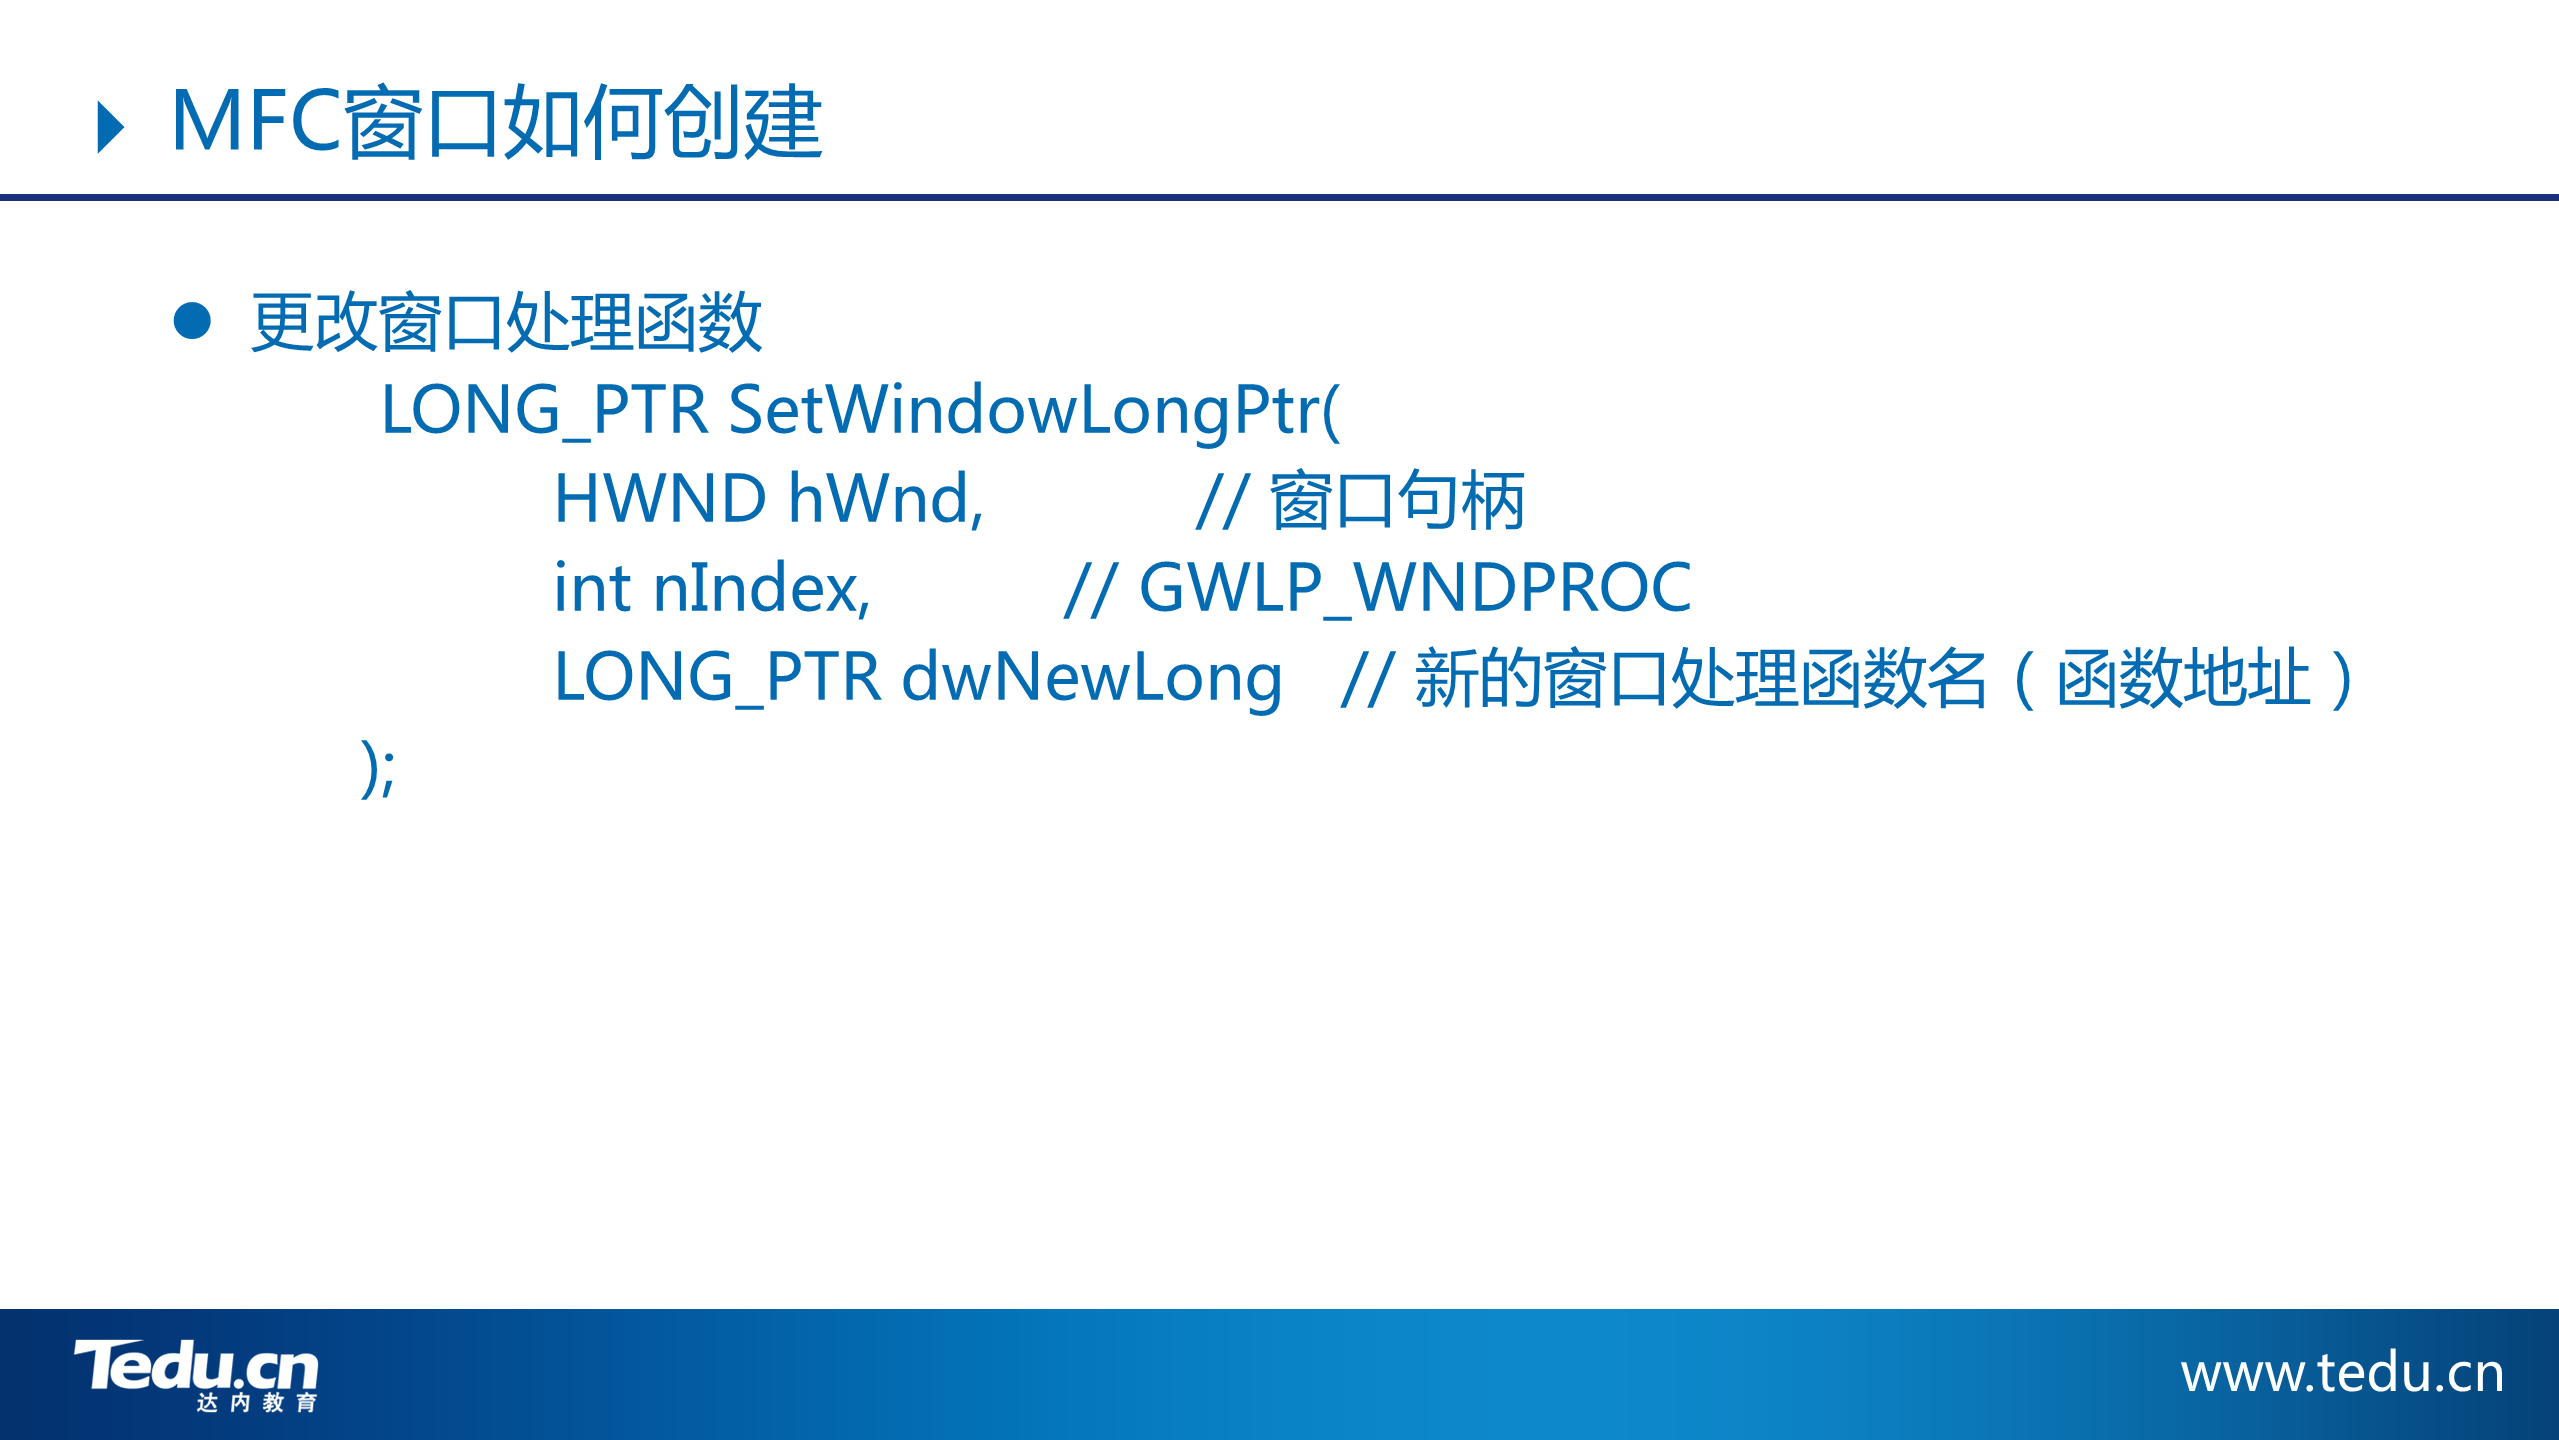 MFC窗口如何创建
更改窗口处理函数
LONG_PTR SetWindowLongPtr(
HWND hWnd, // 窗口句柄
int nIndex, // GWLP_WNDPROC
LONG_PTR dwNewLong // 新的窗口处理函数名（函数地址）
);
Tedu.cn
达内教育
www.tedu.cn